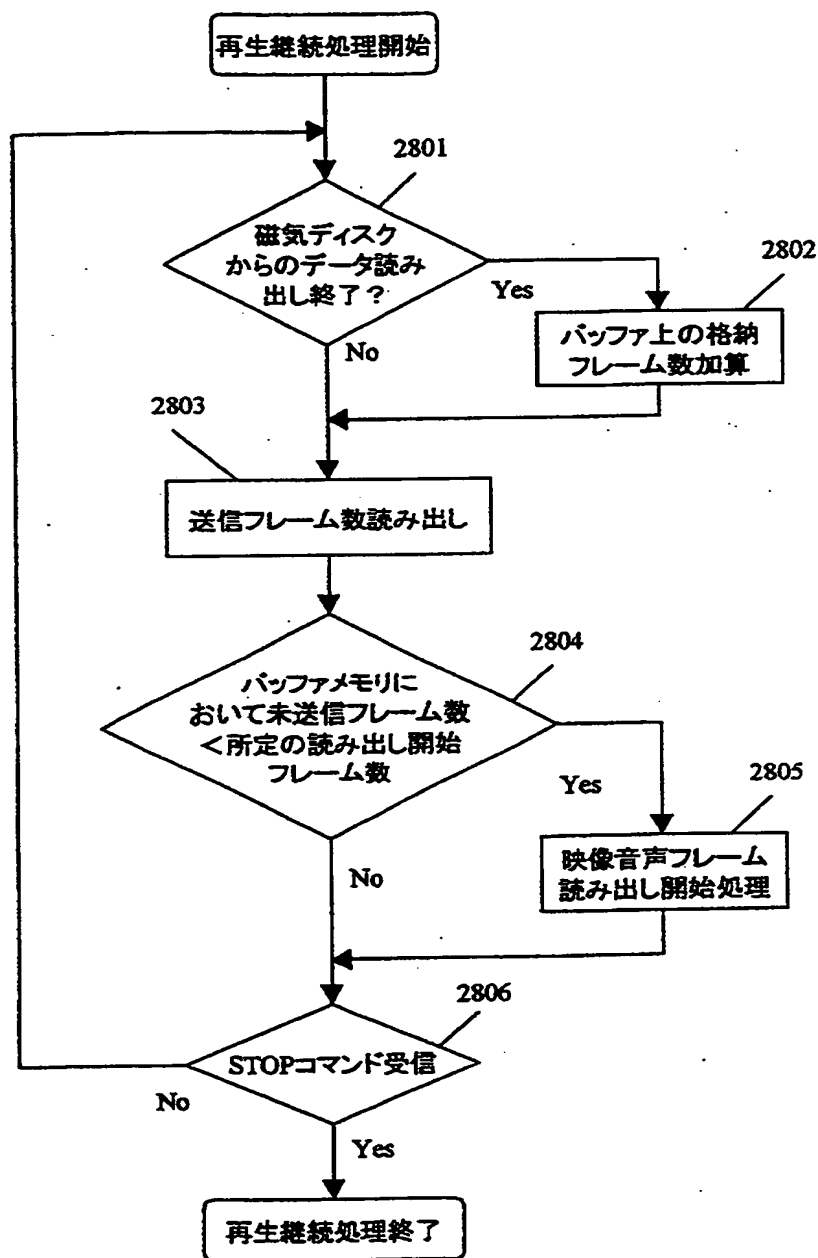 再生継続処理開始
2801
磁気ディスク
からのデータ読み
出し終了？
Yes
2802
バッファ上の格納
フレーム数加算
No
2803
送信フレーム数読み出し
2804
バッファメモリに
おいて未送信フレーム数
＜所定の読み出し開始
フレーム数
Yes
2805
映像音声フレーム
読み出し開始処理
No
2806
STOPコマンド受信
No
Yes
再生継続処理終了